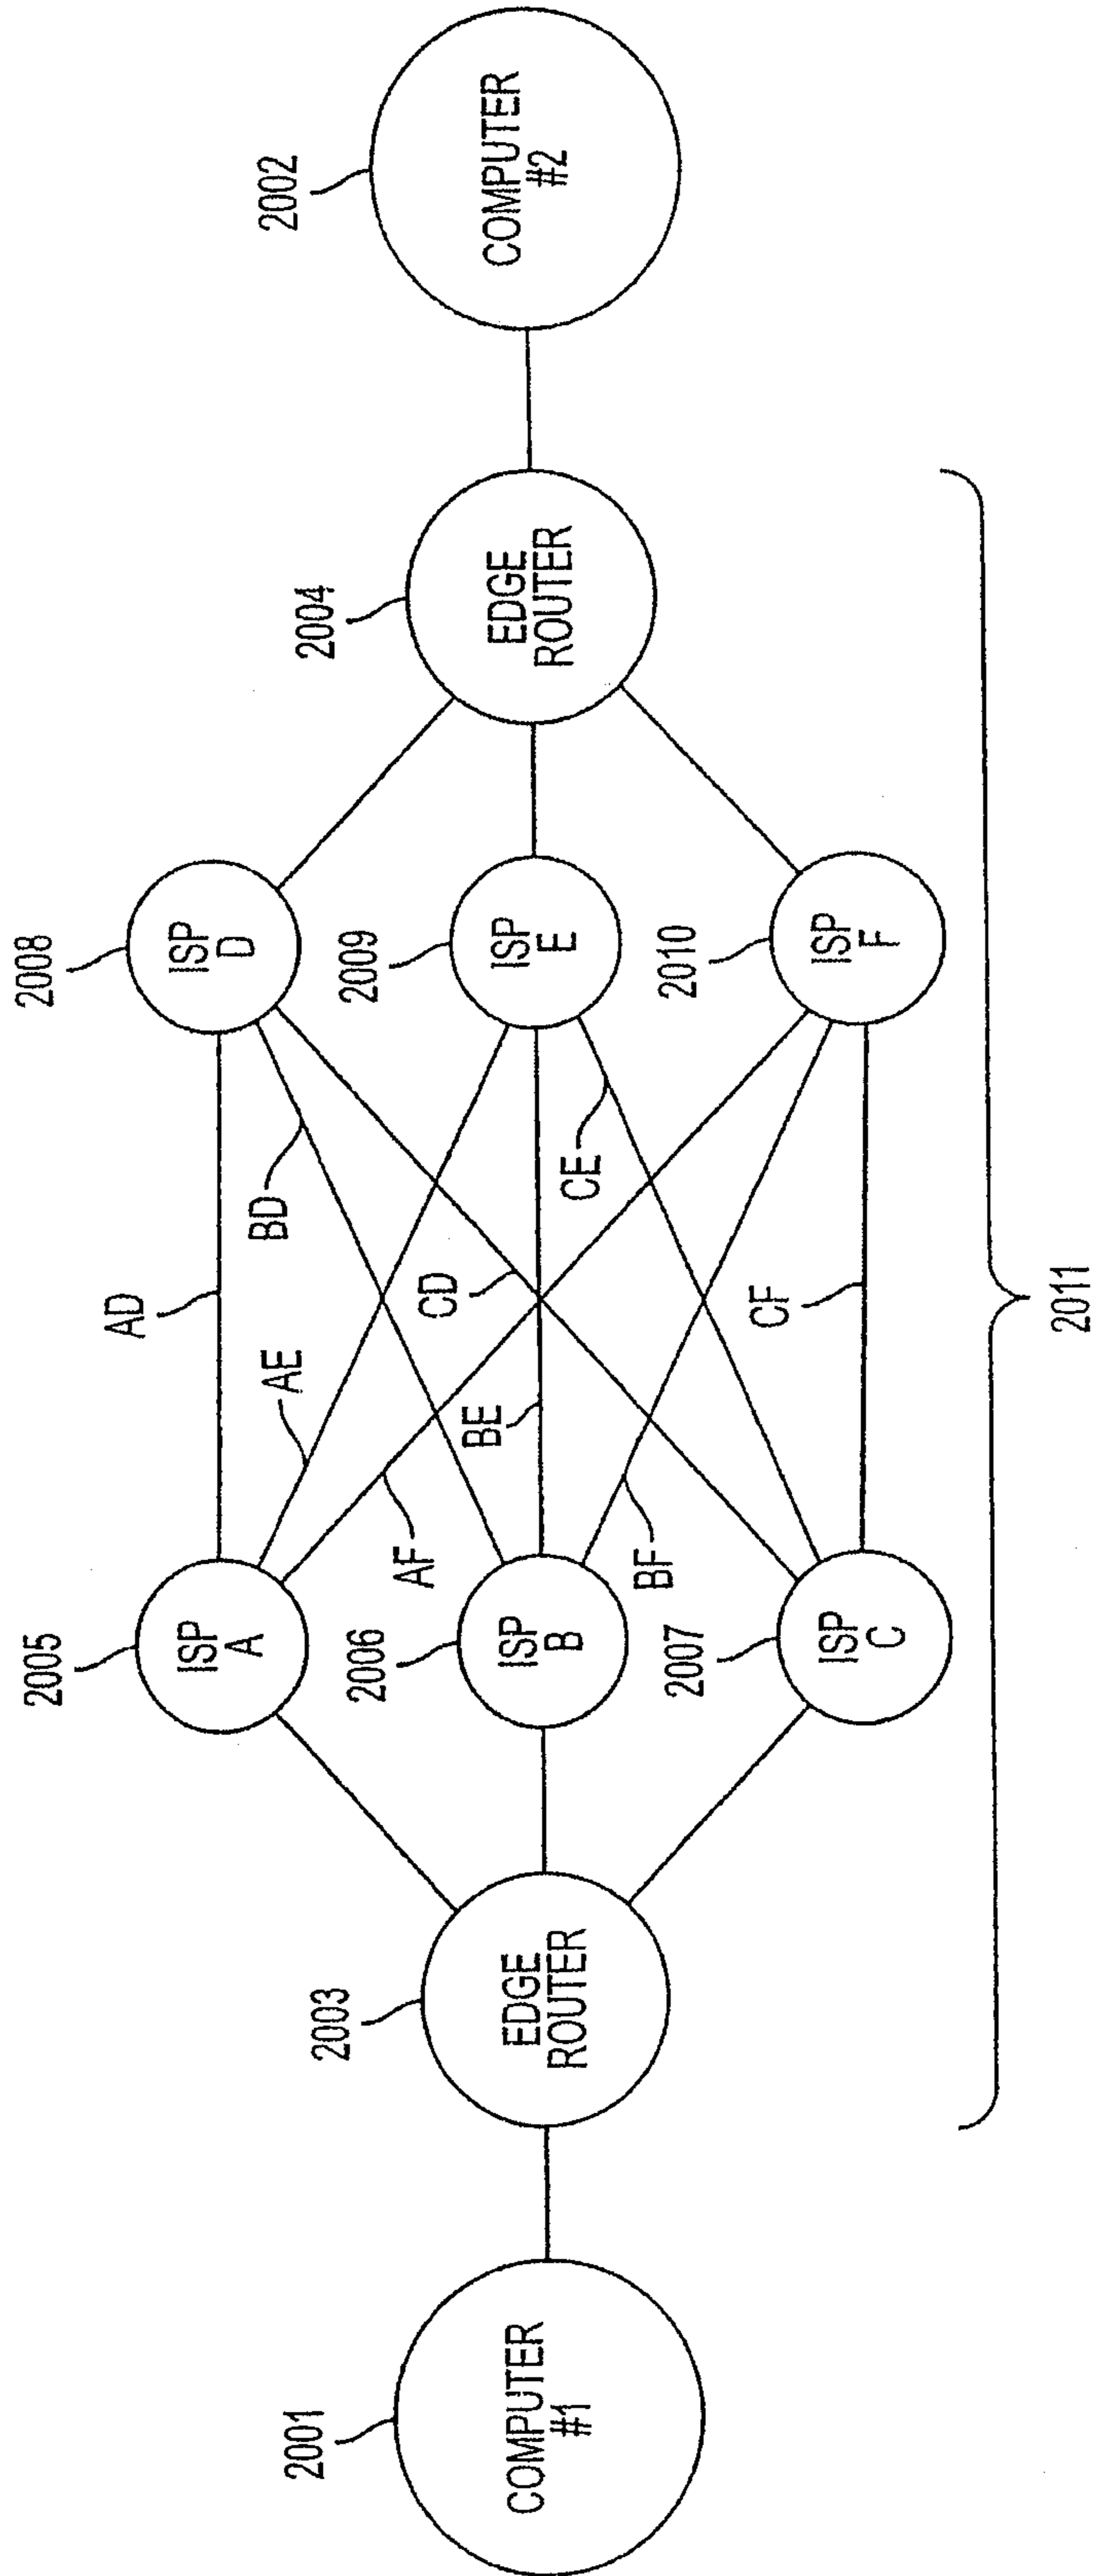 2001
COMPUTER
#1
2003
EDGE
ROUTER
2005
ISP
A
2006
ISP
B
2007
ISP
C
AD
AE
BD
AF
CD
BE
CE
BF
CF
2008
ISP
D
2009
ISP
E
2010
ISP
F
2004
EDGE
ROUTER
2002
COMPUTER
#2
2011